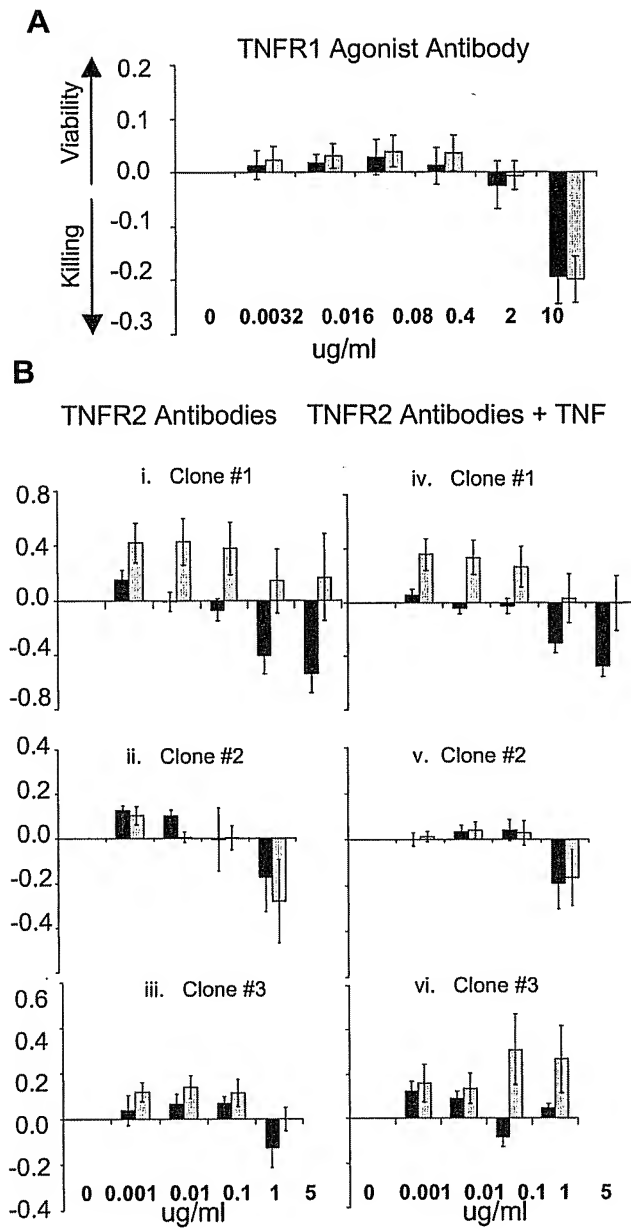 A
TNFR1 Agonist Antibody
Viability
Killing
0.2
0.1
0.0
-0.1
-0.2
-0.3
0 0.0032 0.016 0.08 0.4 2 10
ug/ml
B
TNFR2 Antibodies TNFR2 Antibodies + TNF
i. Clone #1 iv. Clone #1
0.8
0.4
0.0
-0.4
-0.8
ii. Clone #2 v. Clone #2
0.4
0.2
0.0
-0.2
-0.4
iii. Clone #3 vi. Clone #3
0.6
0.4
0.2
0.0
-0.2
-0.4
0 0.001 0.01 0.1 1 5 0 0.001 0.01 0.1 1 5
ug/ml ug/ml